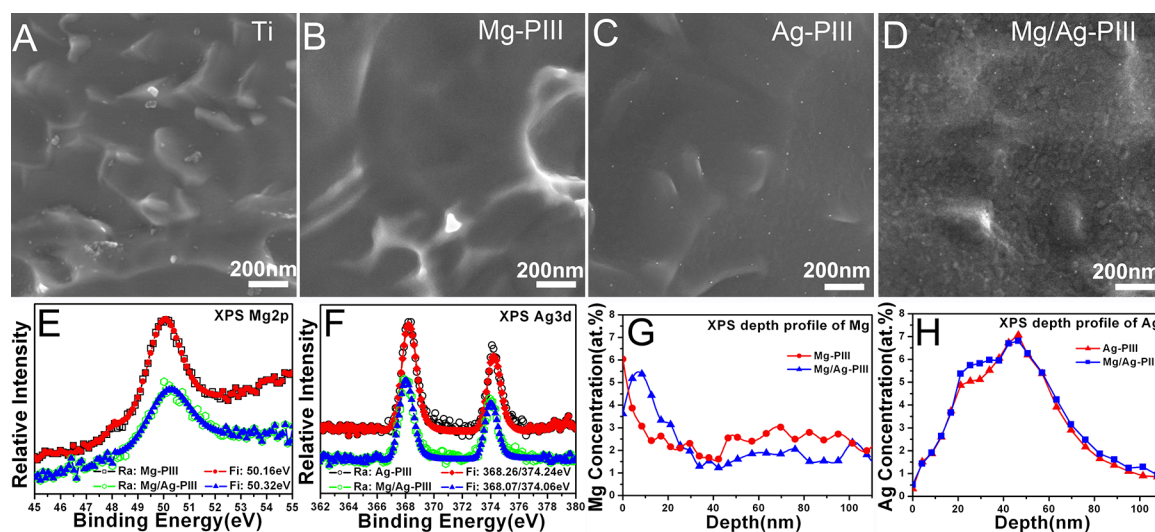 A
Ti
200nm
B
Mg-PIII
200nm
C
Ag-PIII
200nm
D
Mg/Ag-PIII
200nm
E
XPS Mg2p
Relative Intensity
Ra: Mg-PIII
Fi: 50.16eV
Ra: Mg/Ag-PIII
Fi: 50.32eV
45 46 47 48 49 50 51 52 53 54 55
Binding Energy(eV)
F
XPS Ag3d
Relative Intensity
Ra: Ag-PIII
Fi: 368.26/374.24eV
Ra: Mg/Ag-PIII
Fi: 368.07/374.06eV
362 364 366 368 370 372 374 376 378 380
Binding Energy(eV)
G
XPS depth profile of Mg
Mg Concentration(at.%)
8
7
6
5
4
3
2
1
0
Mg-PIII
Mg/Ag-PIII
0 20 40 60 80 100
Depth(nm)
H
XPS depth profile of Ag
Ag Concentration(at.%)
8
7
6
5
4
3
2
1
0
Ag-PIII
Mg/Ag-PIII
0 20 40 60 80 100
Depth(nm)